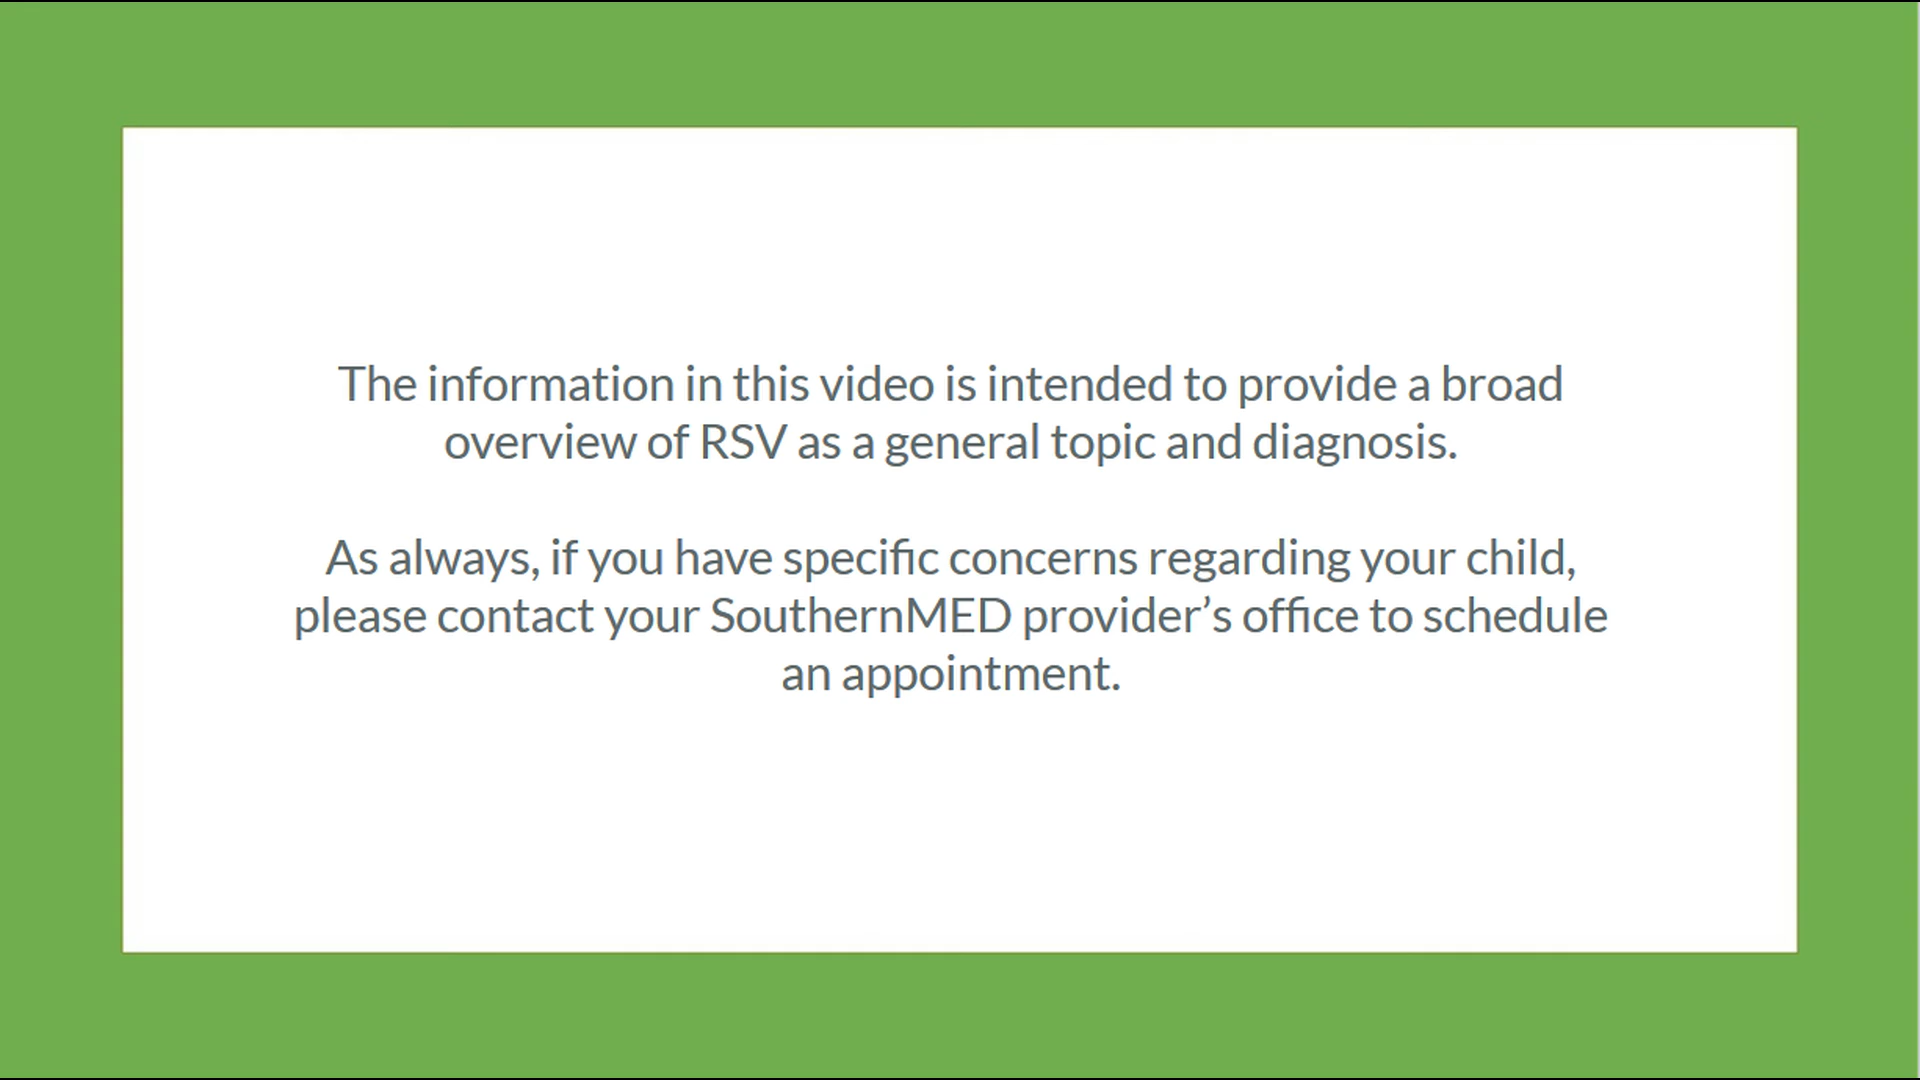 The information in this video is intended to provide a broad
overview of RSV as a general topic and diagnosis.
As always, if you have specific concerns regarding your child,
please contact your SouthernMED provider’s office to schedule
an appointment.